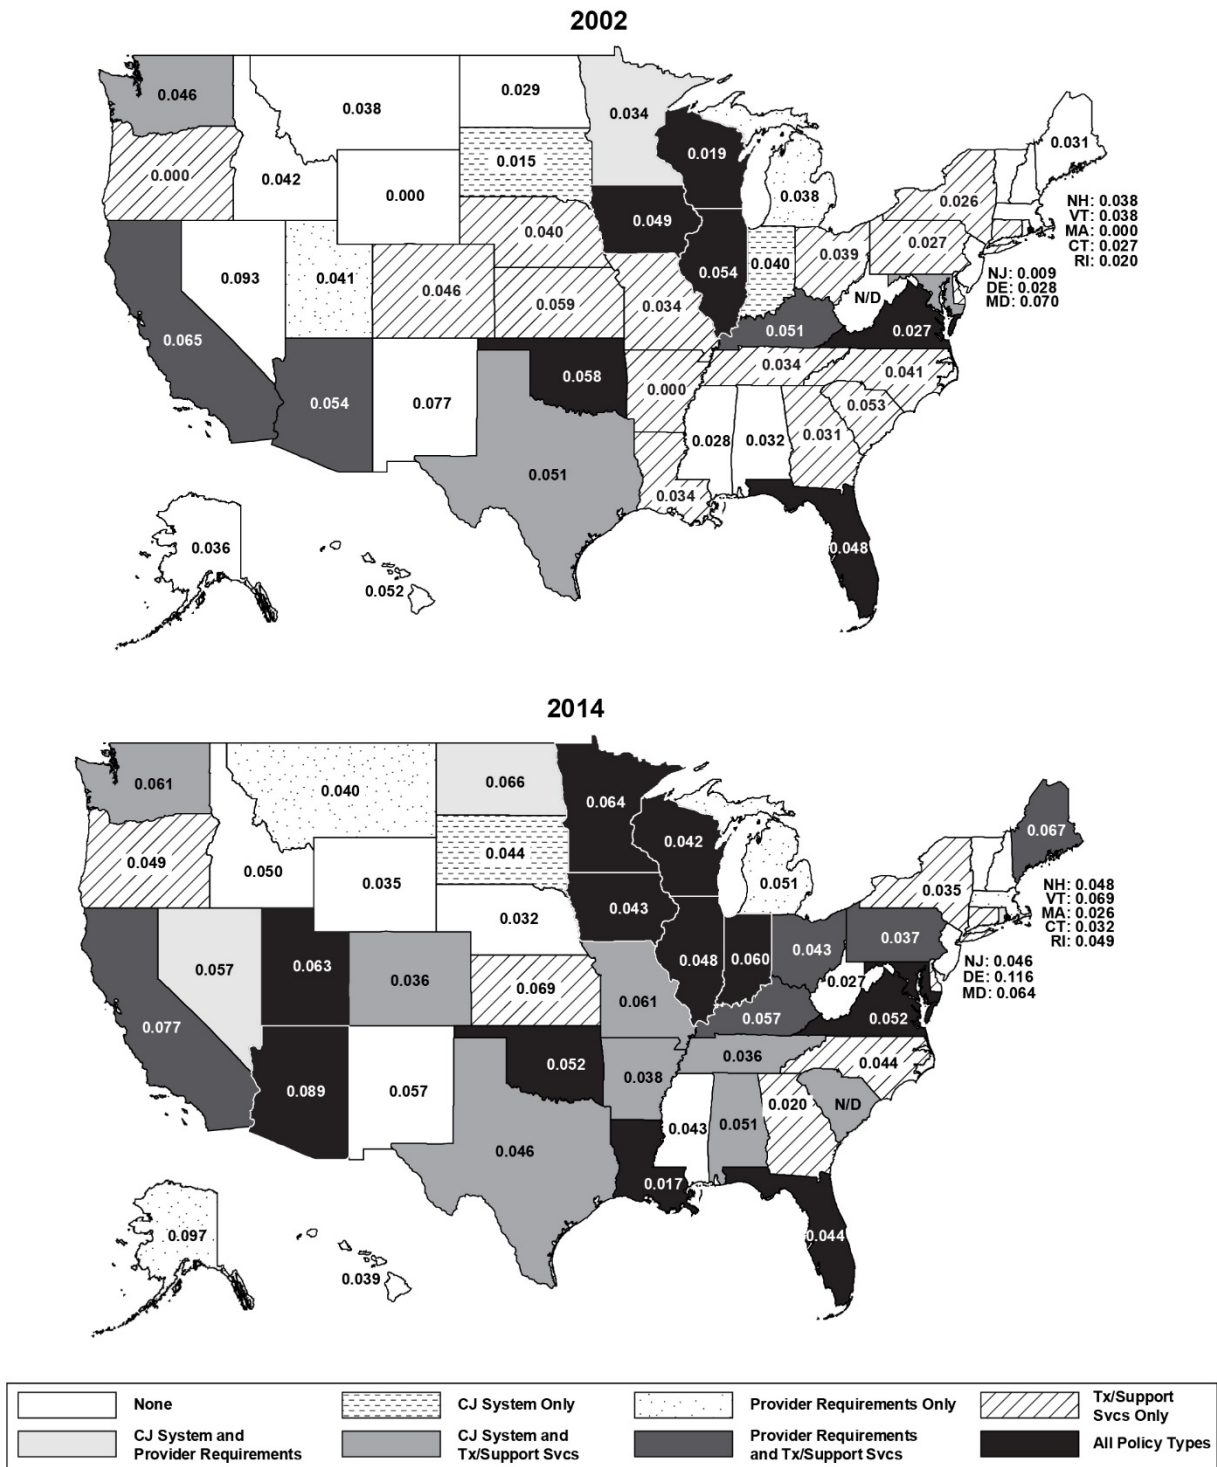 2002
0.046
0.038
0.029
0.034
0.031
0.000
0.042
0.000
0.015
0.019
0.038
0.026
NH: 0.038
VT: 0.038
MA: 0.000
CT: 0.027
RI: 0.020
0.093
0.041
0.040
0.049
0.054
0.040
0.039
0.027
NJ: 0.009
DE: 0.028
MD: 0.070
N/D
0.065
0.046
0.059
0.034
0.051
0.027
0.054
0.077
0.058
0.000
0.034
0.041
0.053
0.051
0.034
0.028
0.032
0.031
0.036
0.052
0.048
2014
0.061
0.040
0.066
0.064
0.067
0.049
0.050
0.035
0.044
0.042
0.051
0.035
NH: 0.048
VT: 0.069
MA: 0.026
CT: 0.032
RI: 0.049
0.057
0.063
0.032
0.043
0.048
0.060
0.043
0.037
NJ: 0.046
DE: 0.116
MD: 0.064
0.027
0.077
0.036
0.069
0.061
0.057
0.052
0.089
0.057
0.052
0.038
0.036
0.044
N/D
0.046
0.017
0.043
0.051
0.020
0.097
0.039
0.044
None
CJ System Only
Provider Requirements Only
Tx/Support
Svcs Only
CJ System and
Provider Requirements
CJ System and
Tx/Support Svcs
Provider Requirements
and Tx/Support Svcs
All Policy Types